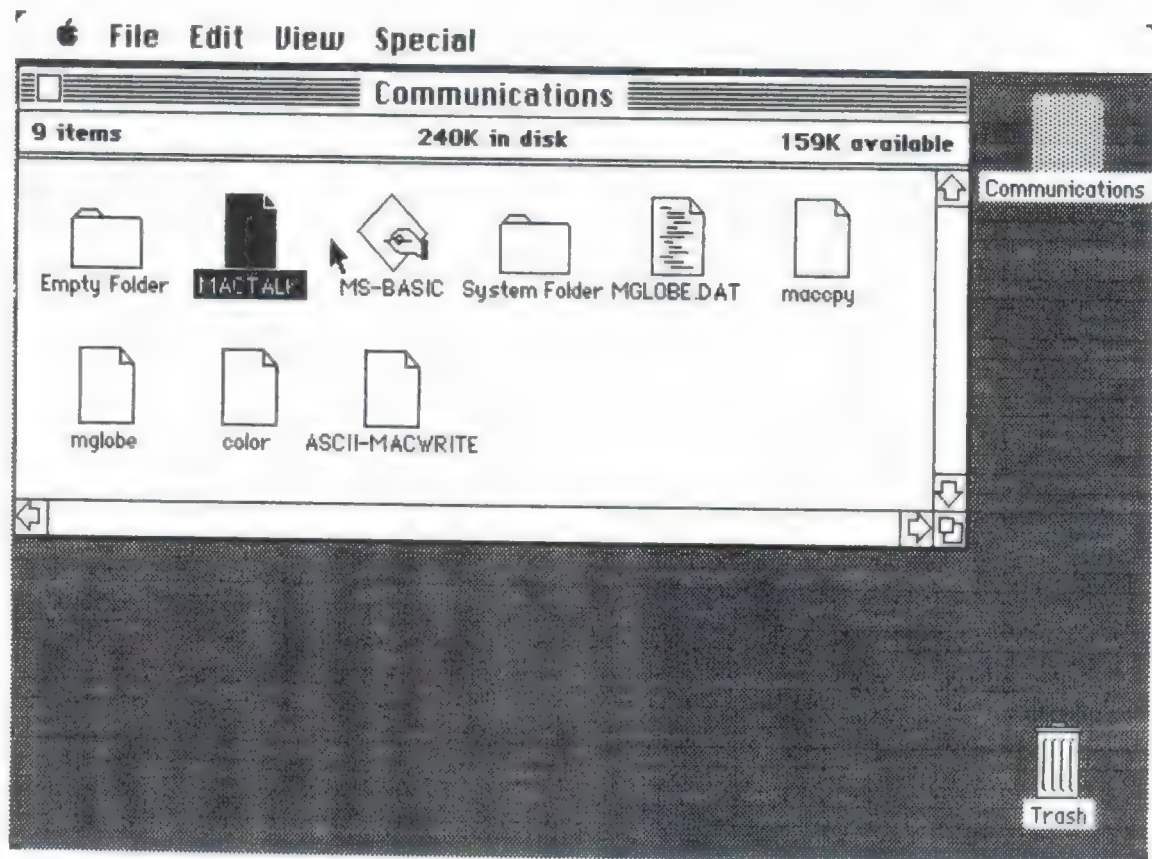 File Edit View Special
Communications
9 items 240K in disk 159K available
Communications
Empty Folder MACTALK MS-BASIC System Folder MGLOBE.DAT maccpy
mglobe color ASCII-MACWRITE
Trash